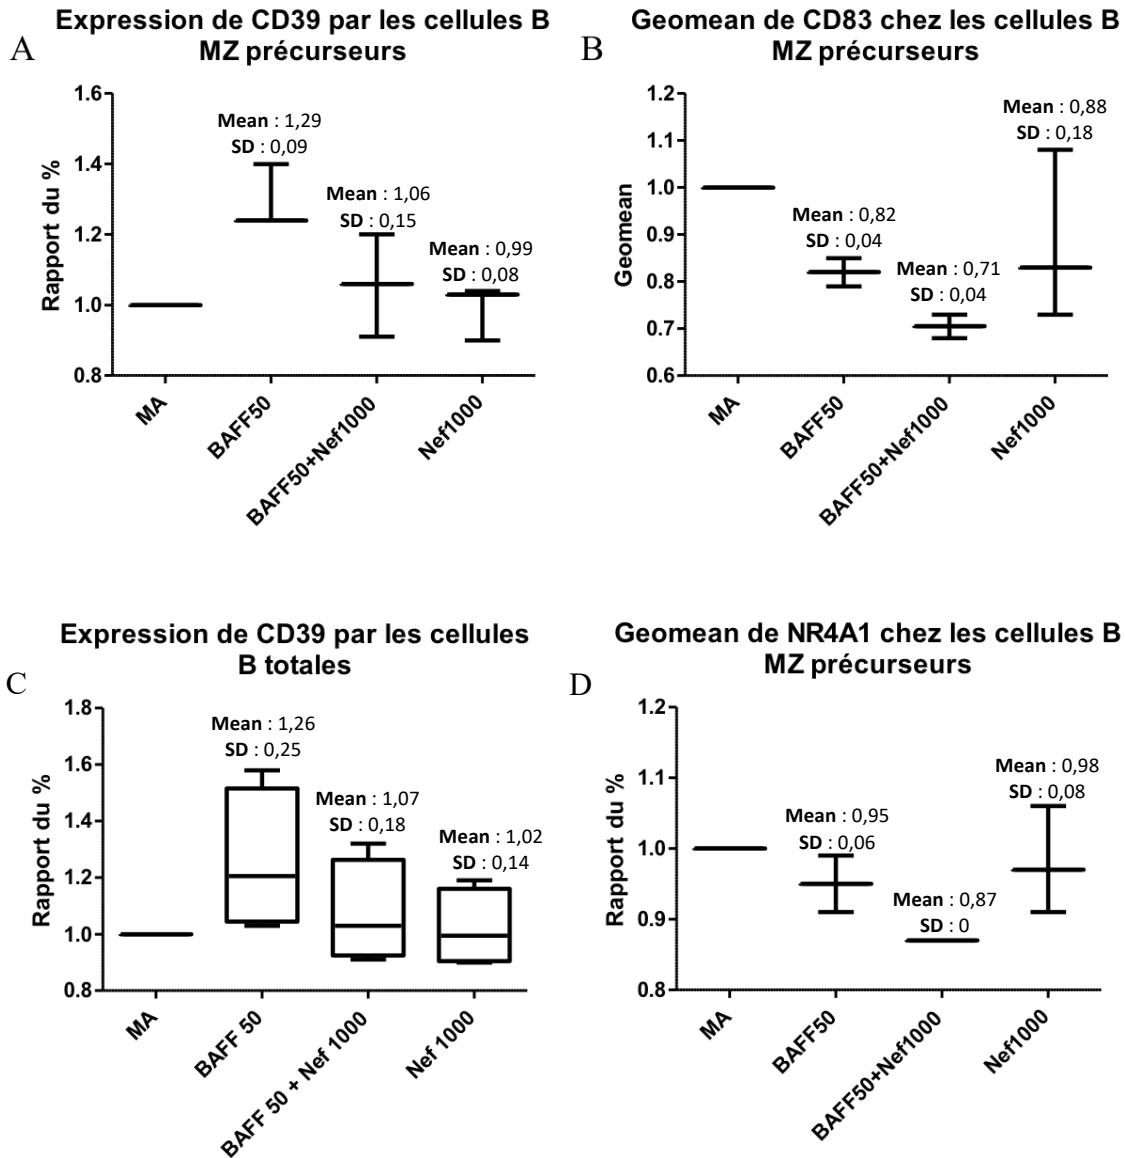 A
Expression de CD39 par les cellules B
MZ précurseurs
Rapport du %
1.6
1.4
1.2
1.0
0.8
Mean : 1,29
SD : 0,09
Mean : 1,06
SD : 0,15
Mean : 0,99
SD : 0,08
MA
BAFF50
BAFF50+Nef1000
Nef1000
B
Geomean de CD83 chez les cellules B
MZ précurseurs
Geomean
1.2
1.1
1.0
0.9
0.8
0.7
0.6
Mean : 0,82
SD : 0,04
Mean : 0,71
SD : 0,04
Mean : 0,88
SD : 0,18
MA
BAFF50
BAFF50+Nef1000
Nef1000
C
Expression de CD39 par les cellules
B totales
Rapport du %
1.8
1.6
1.4
1.2
1.0
0.8
Mean : 1,26
SD : 0,25
Mean : 1,07
SD : 0,18
Mean : 1,02
SD : 0,14
MA
BAFF 50
BAFF 50 + Nef 1000
Nef 1000
D
Geomean de NR4A1 chez les cellules B
MZ précurseurs
Rapport du %
1.2
1.1
1.0
0.9
0.8
Mean : 0,95
SD : 0,06
Mean : 0,87
SD : 0
Mean : 0,98
SD : 0,08
MA
BAFF50
BAFF50+Nef1000
Nef1000